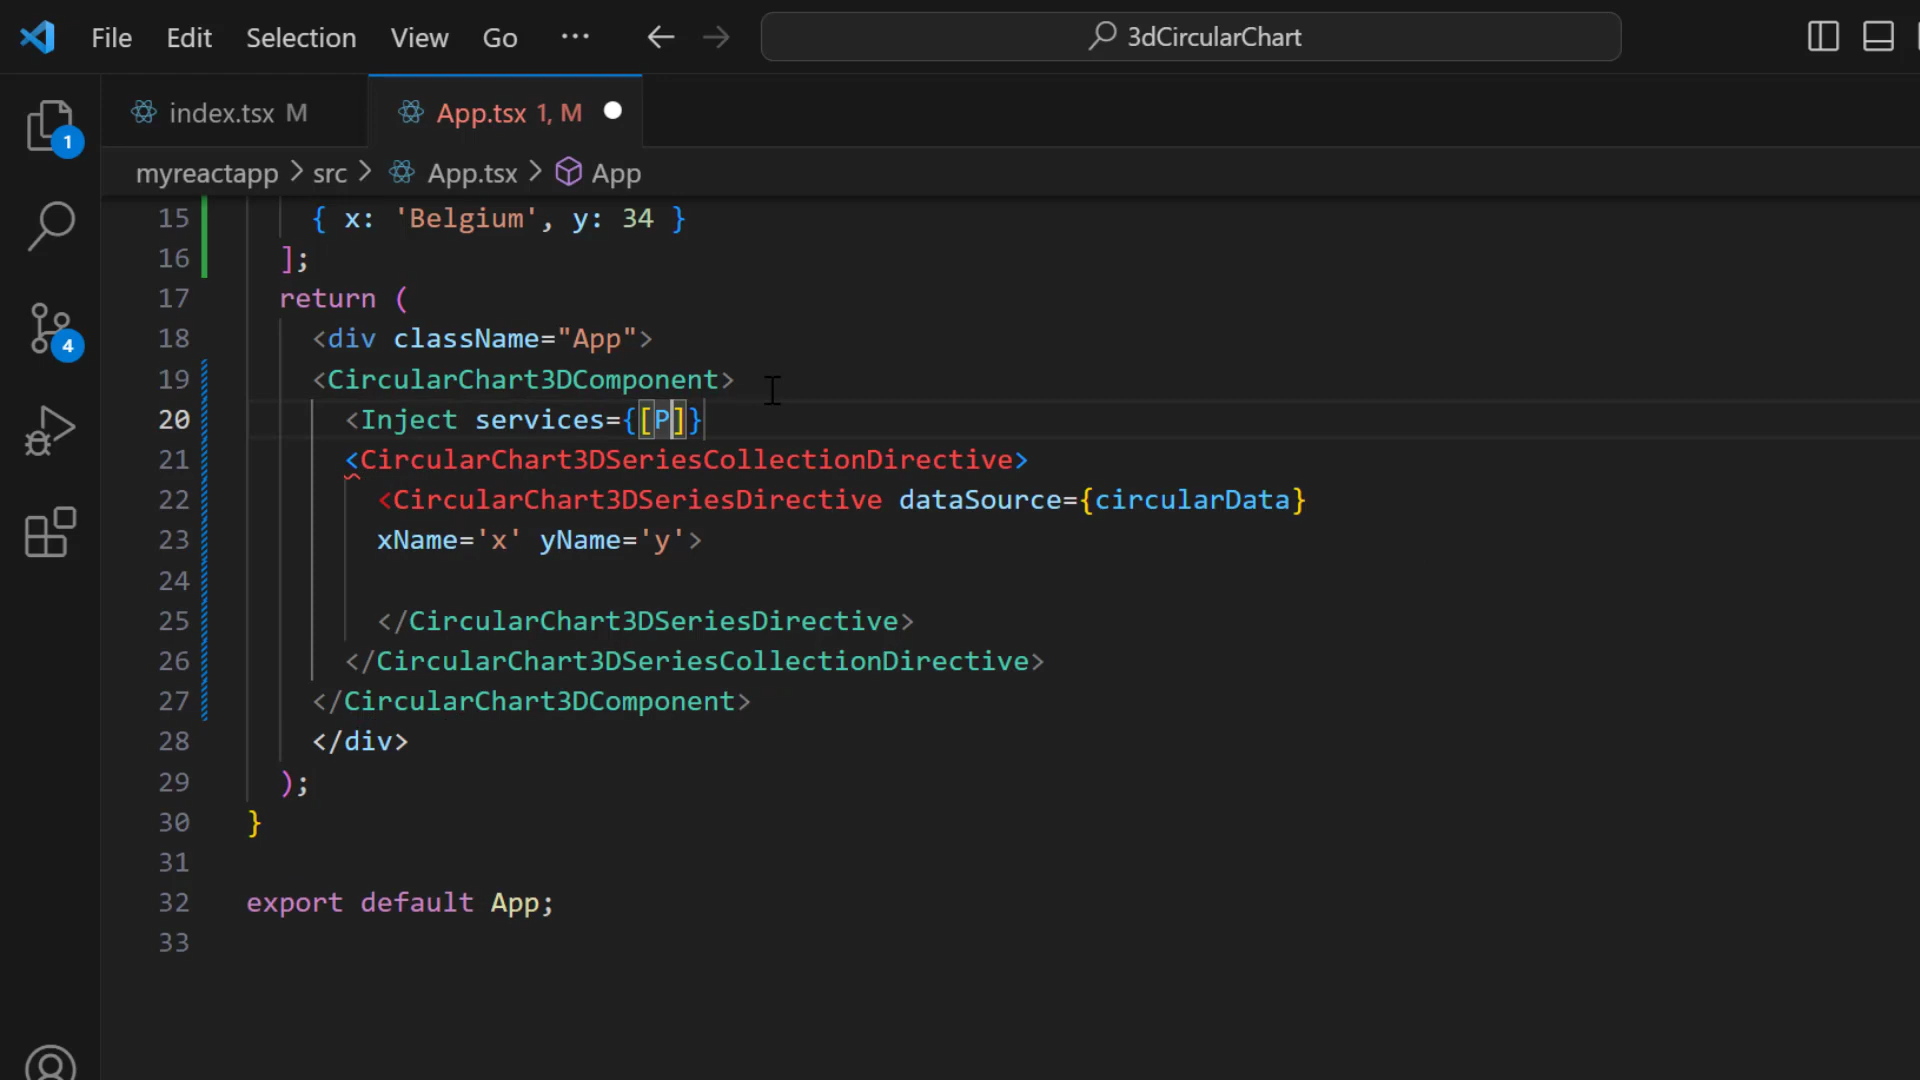 File Edit Selection View Go ··· 3dCircularChart
index.tsx M App.tsx 1, M
myreactapp > src > App.tsx > App
1
15 { x: 'Belgium', y: 34 }
16 ];
17 return (
18 <div className="App">
4
19 <CircularChart3DComponent>
20 <Inject services={[P]}
21 <CircularChart3DSeriesCollectionDirective>
22 <CircularChart3DSeriesDirective dataSource={circularData}
23 xName='x' yName='y'>
24
25 </CircularChart3DSeriesDirective>
26 </CircularChart3DSeriesCollectionDirective>
27 </CircularChart3DComponent>
28 </div>
29 );
30 }
31
32 export default App;
33